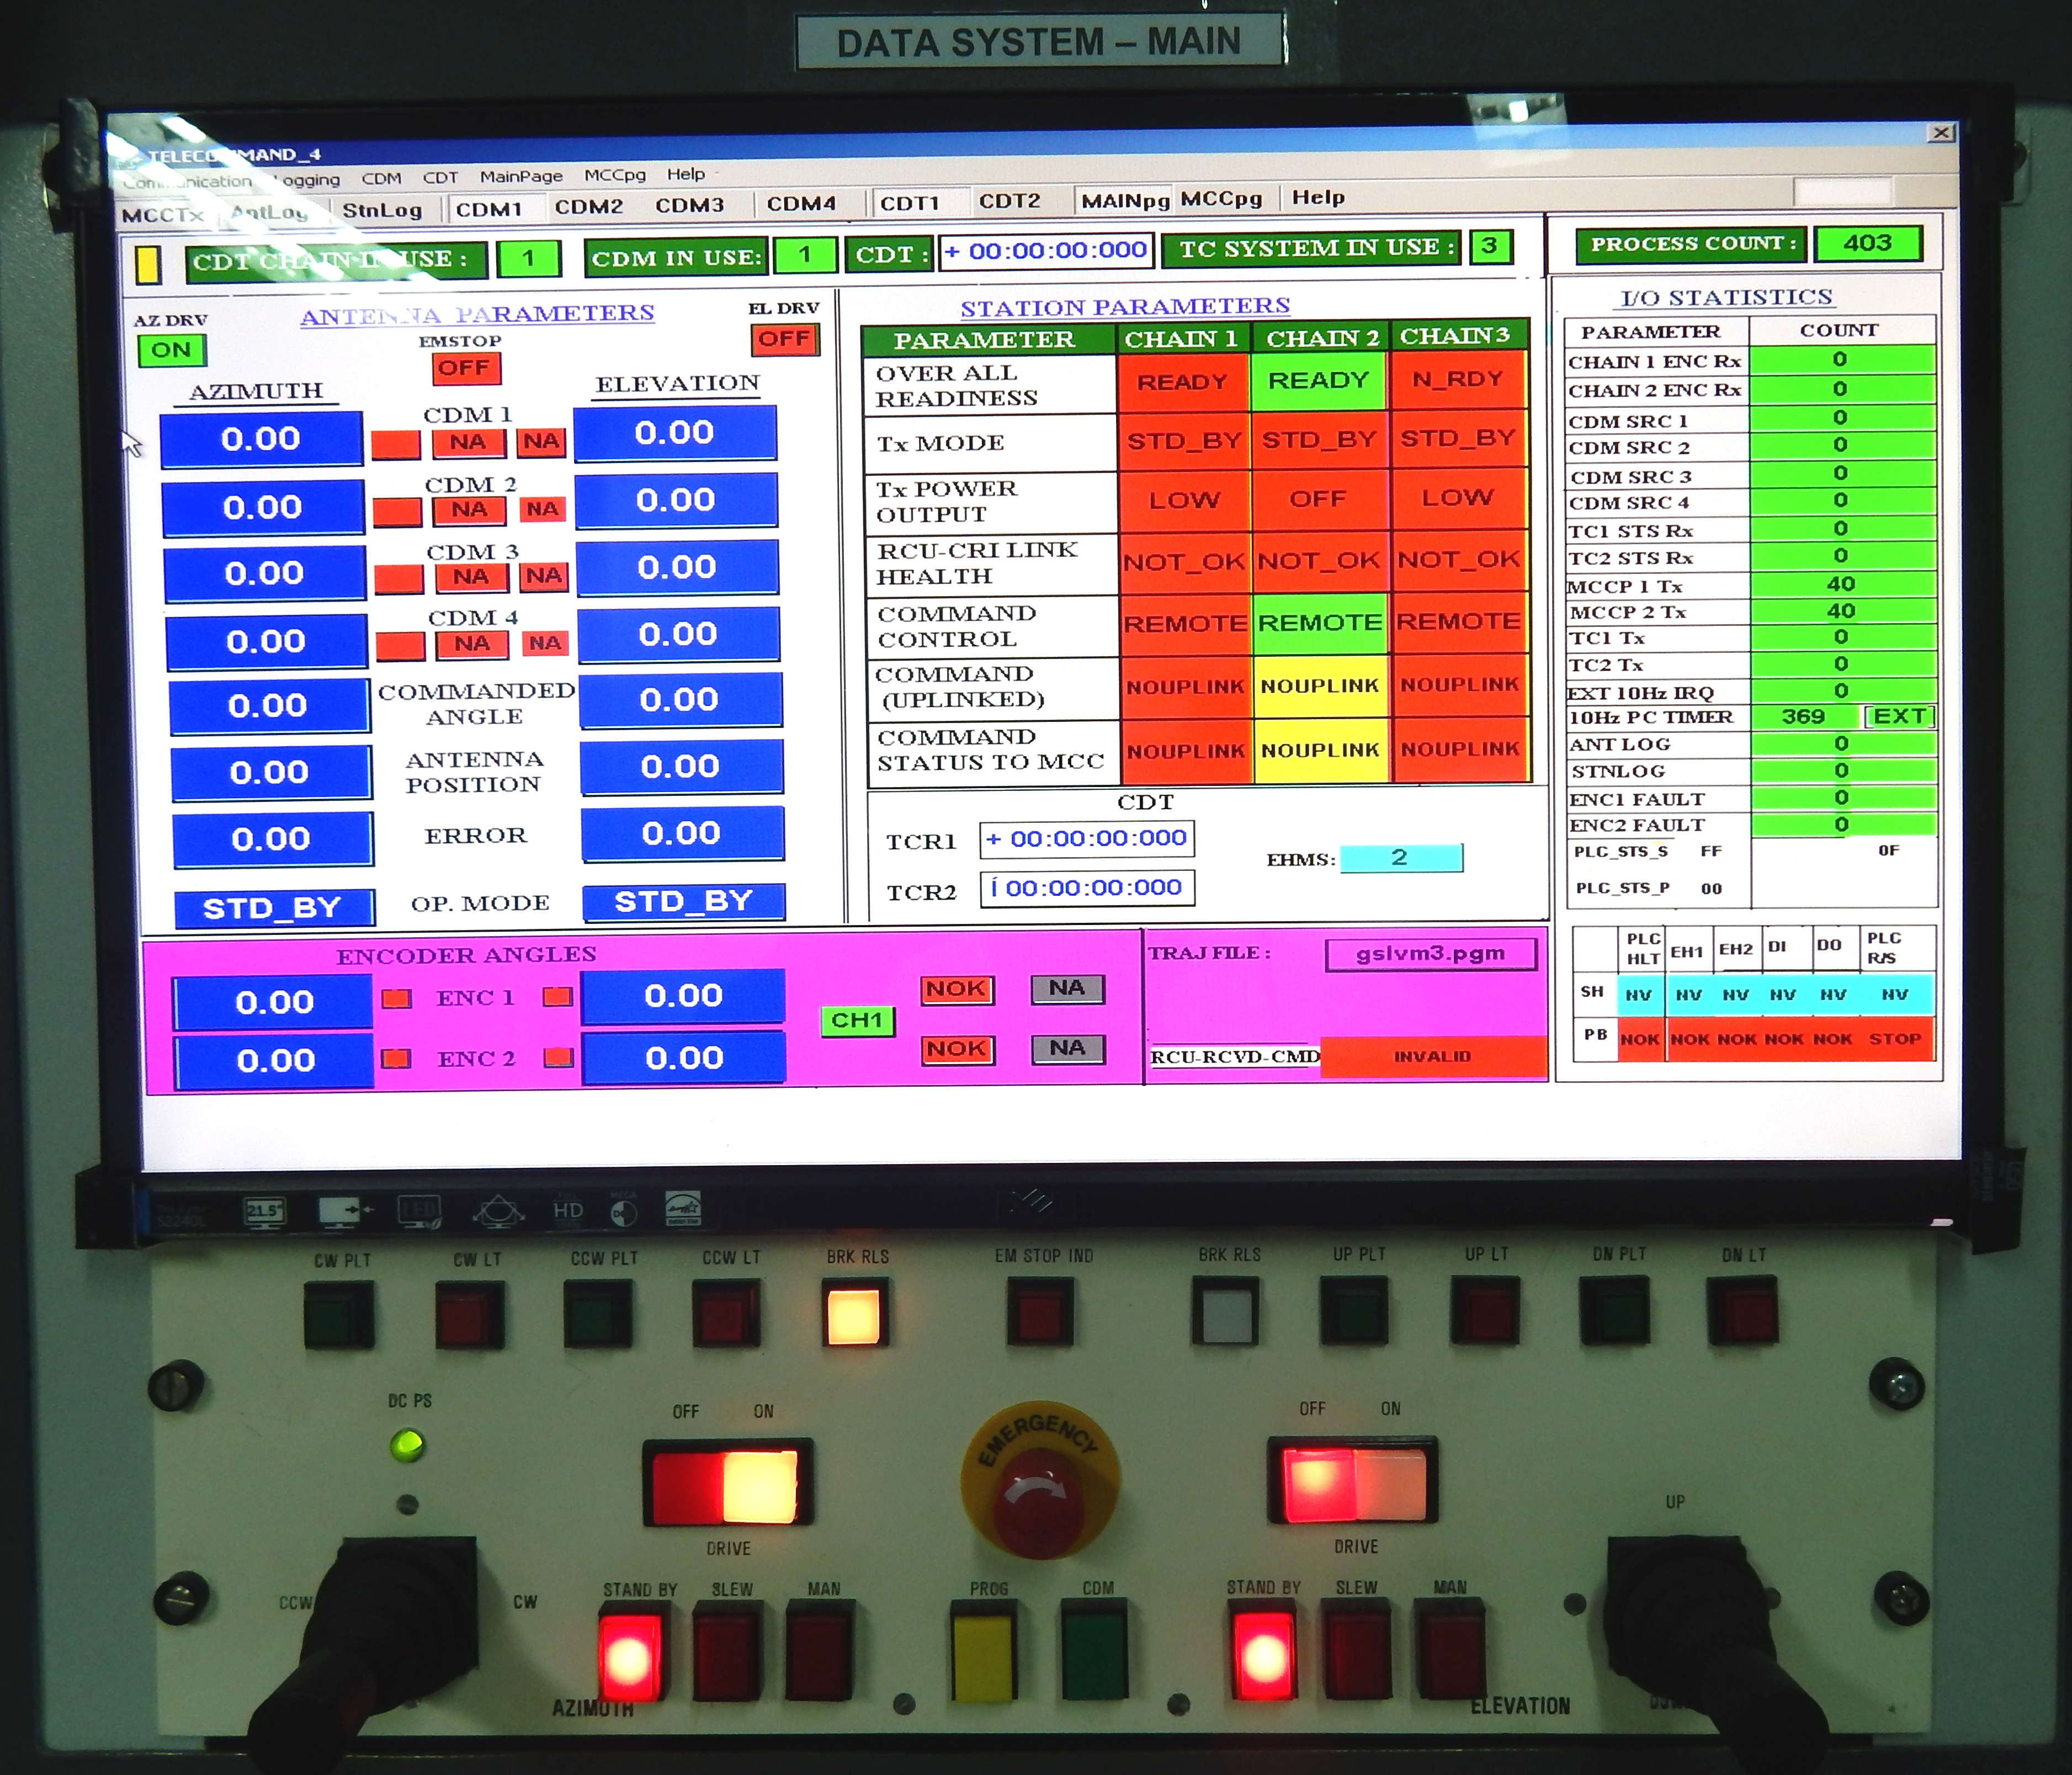 DATA SYSTEM – MAIN
TELECOMMAND_4
Communication Logging CDM CDT MainPage MCCpg Help
MCCTx AntLog StnLog CDM1 CDM2 CDM3 CDM4 CDT1 CDT2 MAINpg MCCpg Help
CDT CHAIN IN USE : 1 CDM IN USE: 1 CDT : + 00:00:00:000 TC SYSTEM IN USE : 3 PROCESS COUNT : 403
ANTENNA PARAMETERS
AZ DRV
ON
EMSTOP
OFF
EL DRV
OFF
AZIMUTH ELEVATION
CDM 1
0.00 NA NA 0.00
CDM 2
0.00 NA NA 0.00
CDM 3
0.00 NA NA 0.00
CDM 4
0.00 NA NA 0.00
0.00 COMMANDED ANGLE 0.00
0.00 ANTENNA POSITION 0.00
0.00 ERROR 0.00
STD_BY OP. MODE STD_BY
STATION PARAMETERS
PARAMETER CHAIN 1 CHAIN 2 CHAIN 3
OVER ALL READINESS READY READY N_RDY
Tx MODE STD_BY STD_BY STD_BY
Tx POWER OUTPUT LOW OFF LOW
RCU-CRI LINK HEALTH NOT_OK NOT_OK NOT_OK
COMMAND CONTROL REMOTE REMOTE REMOTE
COMMAND (UPLINKED) NOUPLINK NOUPLINK NOUPLINK
COMMAND STATUS TO MCC NOUPLINK NOUPLINK NOUPLINK
CDT
TCR1 + 00:00:00:000
EHMS: 2
TCR2 Í 00:00:00:000
I/O STATISTICS
PARAMETER COUNT
CHAIN 1 ENC Rx 0
CHAIN 2 ENC Rx 0
CDM SRC 1 0
CDM SRC 2 0
CDM SRC 3 0
CDM SRC 4 0
TC1 STS Rx 0
TC2 STS Rx 0
MCCP 1 Tx 40
MCCP 2 Tx 40
TC1 Tx 0
TC2 Tx 0
EXT 10Hz IRQ 0
10Hz PC TIMER 369 [EXT]
ANT LOG 0
STNLOG 0
ENC1 FAULT 0
ENC2 FAULT 0
PLC_STS_S FF 0F
PLC_STS_P 00
ENCODER ANGLES
0.00 ENC 1 0.00 NOK NA
CH1
0.00 ENC 2 0.00 NOK NA
TRAJ FILE : gslvm3.pgm
RCU-RCVD-CMD INVALID
PLC HLT EH1 EH2 DI DO PLC R/S
SH NV NV NV NV NV NV
PB NOK NOK NOK NOK NOK STOP
S2240L 21.5" LED HD MEGA
CW PLT CW LT CCW PLT CCW LT BRK RLS EM STOP IND BRK RLS UP PLT UP LT DN PLT DN LT
DC PS
OFF ON EMERGENCY OFF ON
UP
DRIVE DRIVE
CCW CW STAND BY SLEW MAN PROG CDM STAND BY SLEW MAN
AZIMUTH ELEVATION